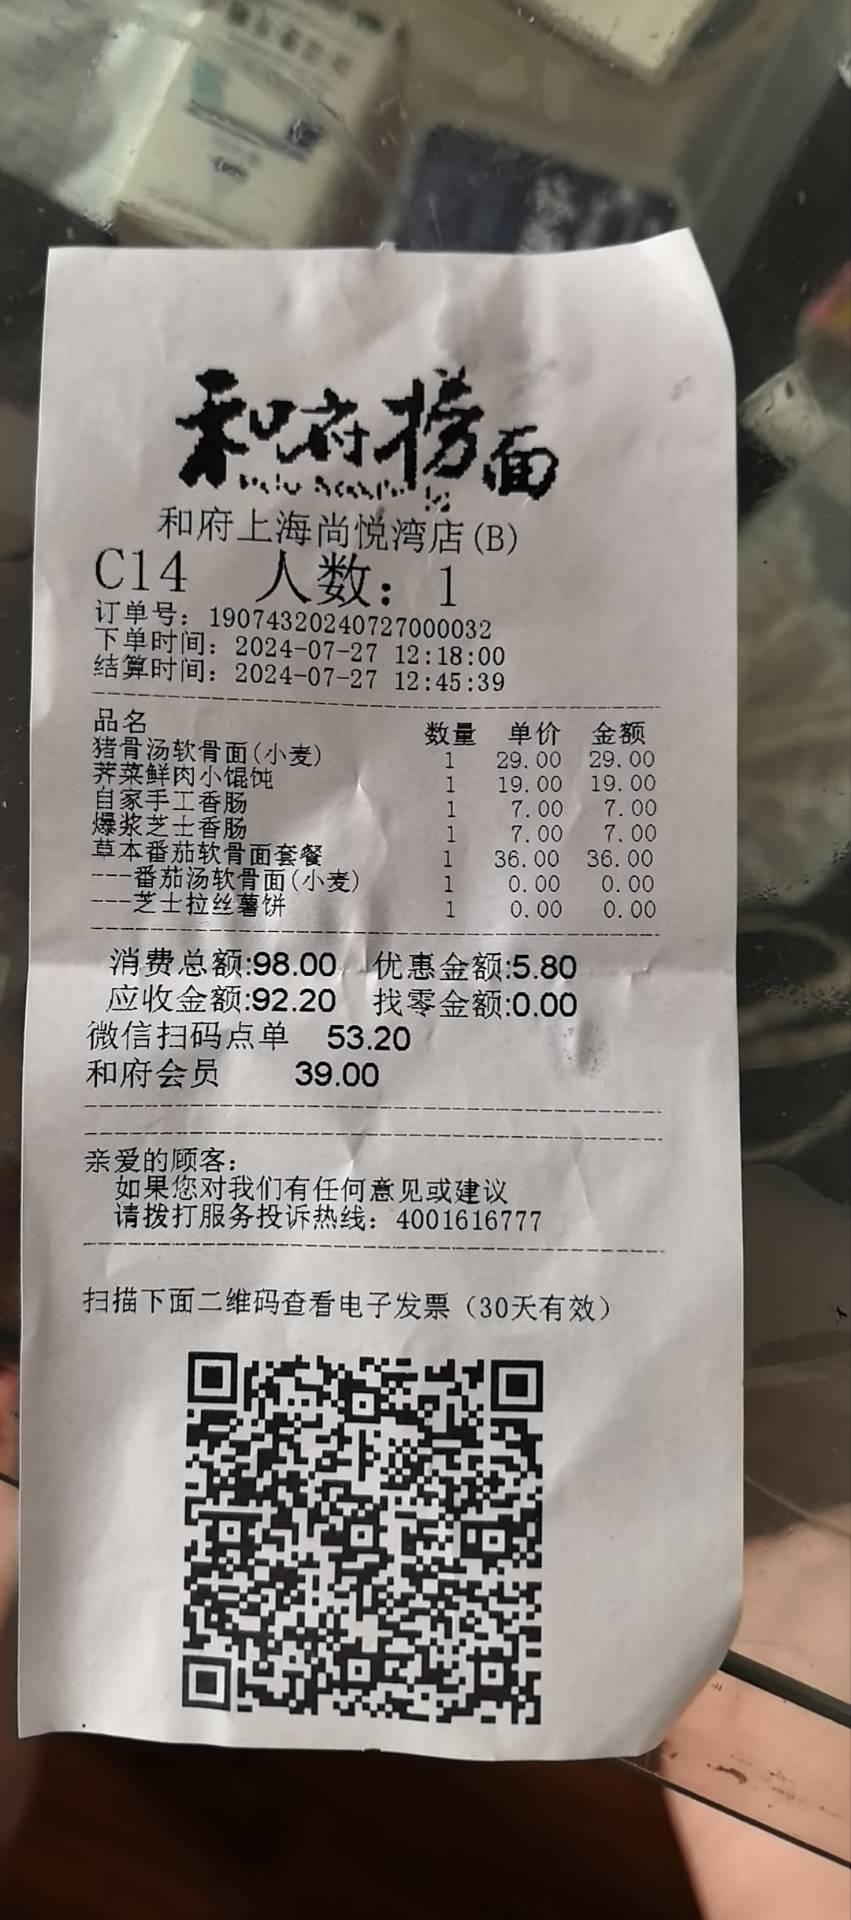 和府捞面
和府上海尚悦湾店(B)
C14 人数: 1
订单号: 19074320240727000032
下单时间: 2024-07-27 12:18:00
结算时间: 2024-07-27 12:45:39
品名 数量 单价 金额
猪骨汤软骨面(小麦) 1 29.00 29.00
荠菜鲜肉小馄饨 1 19.00 19.00
自家手工香肠 1 7.00 7.00
爆浆芝士香肠 1 7.00 7.00
草本番茄软骨面套餐 1 36.00 36.00
---番茄汤软骨面(小麦) 1 0.00 0.00
---芝士拉丝薯饼 1 0.00 0.00
消费总额:98.00 优惠金额:5.80
应收金额:92.20 找零金额:0.00
微信扫码点单 53.20
和府会员 39.00
亲爱的顾客:
如果您对我们有任何意见或建议
请拨打服务投诉热线: 4001616777
扫描下面二维码查看电子发票（30天有效）